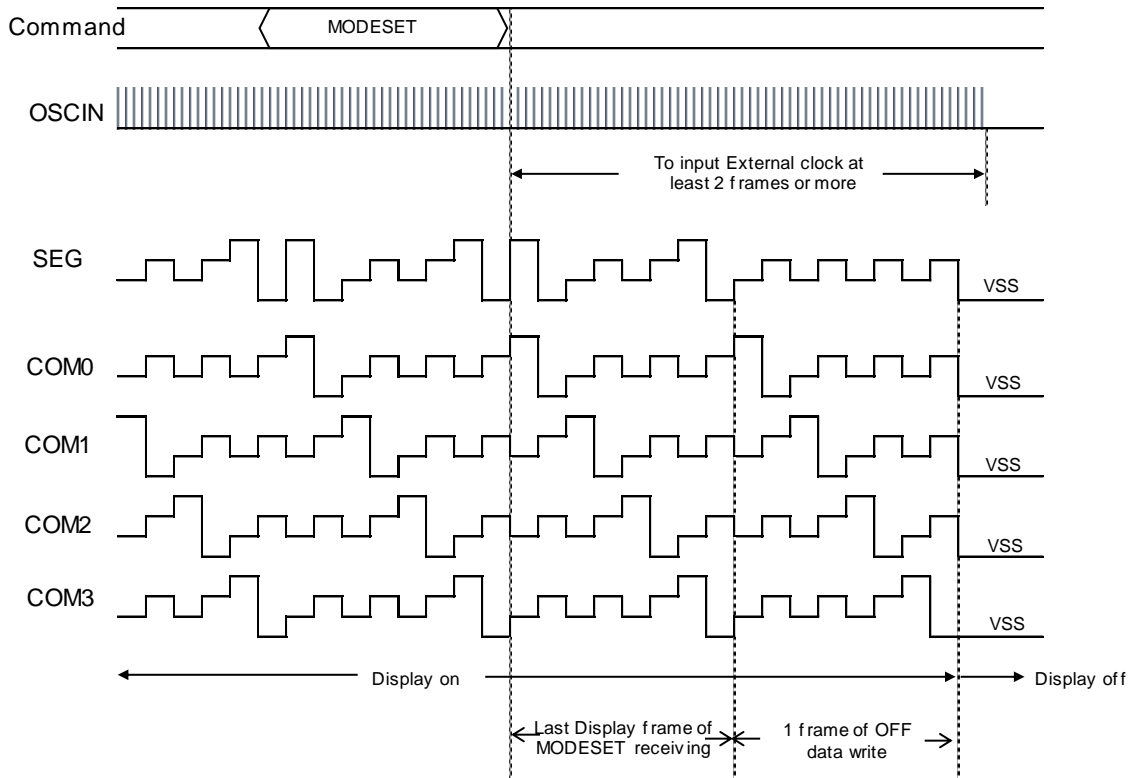 Command
MODESET
OSCIN
To input External clock at
least 2 frames or more
SEG
VSS
COM0
VSS
COM1
VSS
COM2
VSS
COM3
VSS
Display on
Display off
Last Display frame of
MODESET receiving
1 frame of OFF
data write